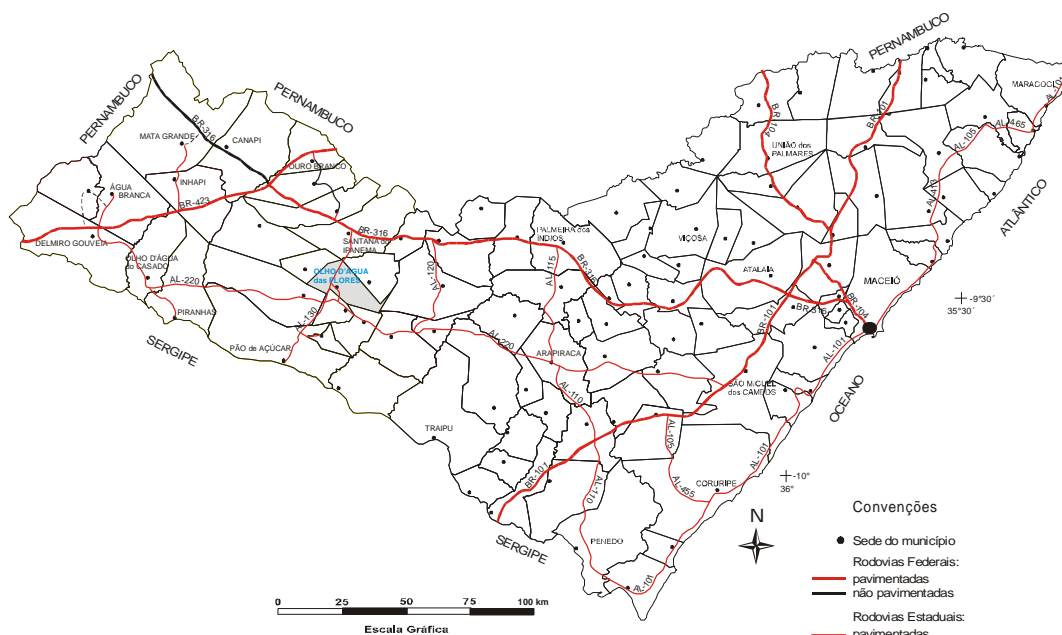 PERNAMBUCO
PERNAMBUCO
PERNAMBUCO
MARAGOGI
AL-101
AL-465
AL-105
AL-413
BR-104
BR-101
UNIÃO dos
PALMARES
BR-316
MATA GRANDE
CANAPI
OURO BRANCO
INHAPI
ÁGUA
BRANCA
BR-423
DELMIRO GOUVEIA
OLHO D'ÁGUA
do CASADO
AL-220
PIRANHAS
SERGIPE
BR-316
SANTANA do
IPANEMA
OLHO D'ÁGUA
das FLORES
AL-130
PÃO de AÇÚCAR
AL-120
PALMEIRA dos
ÍNDIOS
AL-115
BR-316
VIÇOSA
ATALAIA
MACEIÓ
BR-316
BR-104
BR-101
AL-101
ATLÂNTICO
OCEANO
-9°30´
35°30´
AL-220
ARAPIRACA
AL-110
SÃO MIGUEL
dos CAMPOS
TRAIPU
AL-105
AL-101
AL-455
CORURIPE
BR-101
AL-110
PENEDO
AL-101
SERGIPE
-10°
36°
N
Convenções
Sede do município
Rodovias Federais:
pavimentadas
não pavimentadas
Rodovias Estaduais:
pavimentadas
0 25 50 75 100 km
Escala Gráfica